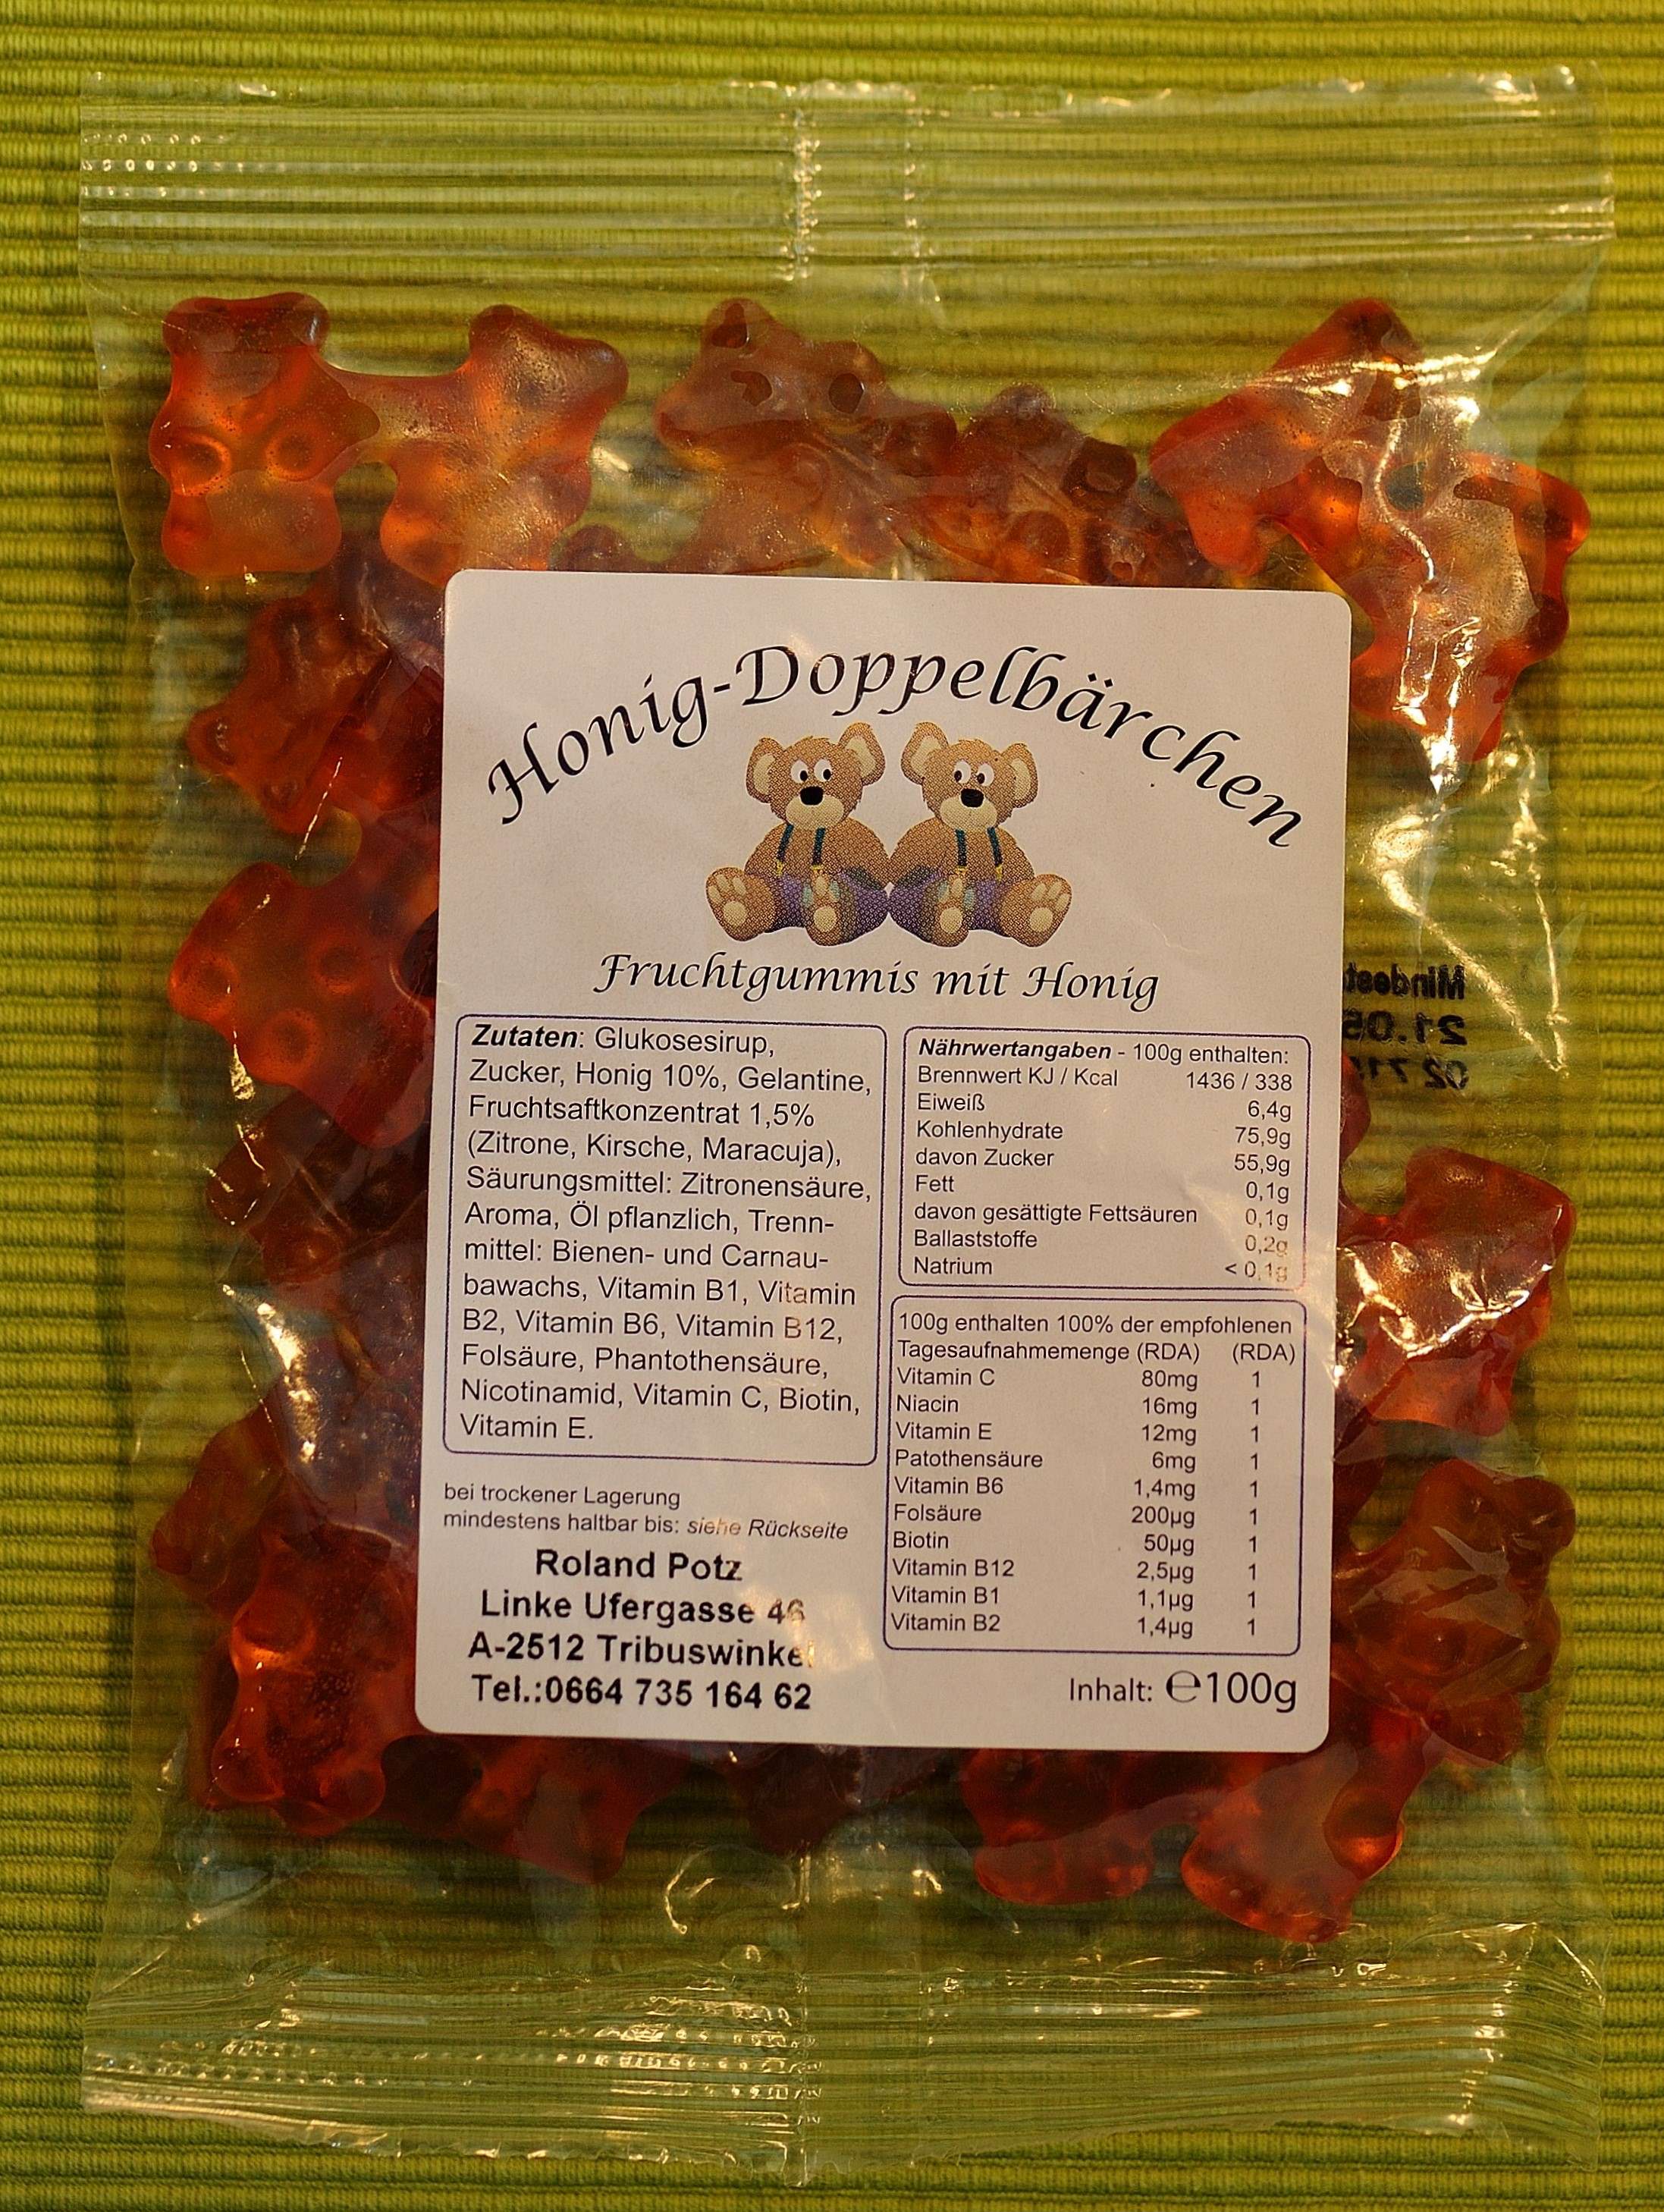 Honig-Doppelbärchen
Fruchtgummis mit Honig
Zutaten: Glukosesirup,
Zucker, Honig 10%, Gelantine,
Fruchtsaftkonzentrat 1,5%
(Zitrone, Kirsche, Maracuja),
Säurungsmittel: Zitronensäure,
Aroma, Öl pflanzlich, Trenn-
mittel: Bienen- und Carnau-
bawachs, Vitamin B1, Vitamin
B2, Vitamin B6, Vitamin B12,
Folsäure, Phantothensäure,
Nicotinamid, Vitamin C, Biotin,
Vitamin E.
bei trockener Lagerung
mindestens haltbar bis: siehe Rückseite
Roland Potz
Linke Ufergasse 46
A-2512 Tribuswinkel
Tel.:0664 735 164 62
Nährwertangaben - 100g enthalten:
Brennwert KJ / Kcal 1436 / 338
Eiweiß 6,4g
Kohlenhydrate 75,9g
davon Zucker 55,9g
Fett 0,1g
davon gesättigte Fettsäuren 0,1g
Ballaststoffe 0,2g
Natrium < 0,1g
100g enthalten 100% der empfohlenen
Tagesaufnahmemenge (RDA) (RDA)
Vitamin C 80mg 1
Niacin 16mg 1
Vitamin E 12mg 1
Patothensäure 6mg 1
Vitamin B6 1,4mg 1
Folsäure 200µg 1
Biotin 50µg 1
Vitamin B12 2,5µg 1
Vitamin B1 1,1µg 1
Vitamin B2 1,4µg 1
Inhalt: ℮100g